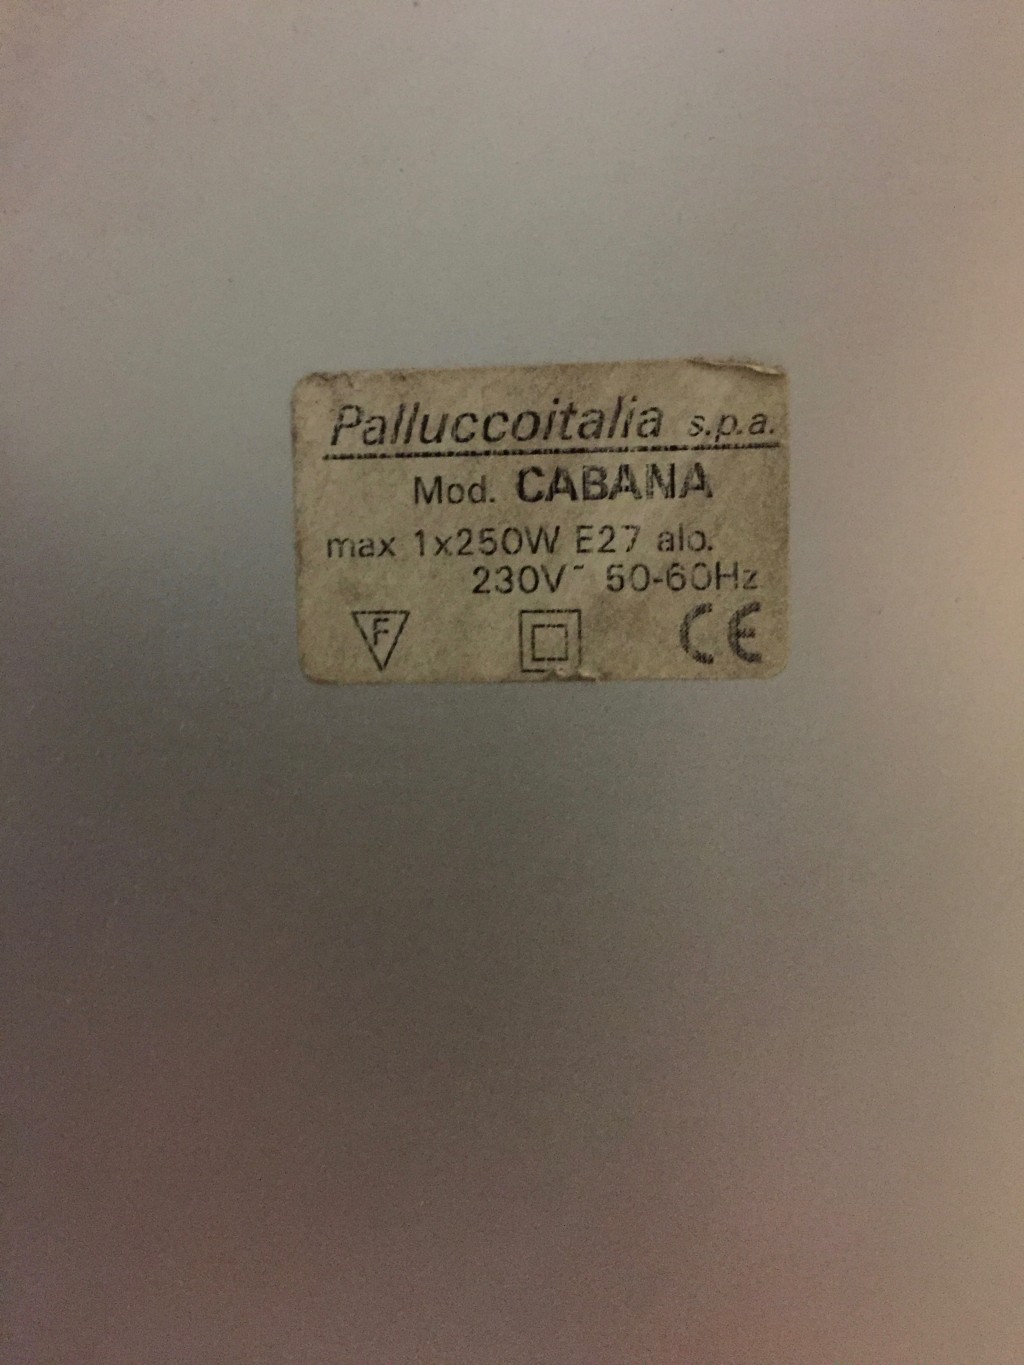 Palluccoitalia s.p.a.
Mod. CABANA
max 1x250W E27 alo.
230V~ 50-60Hz
F CE